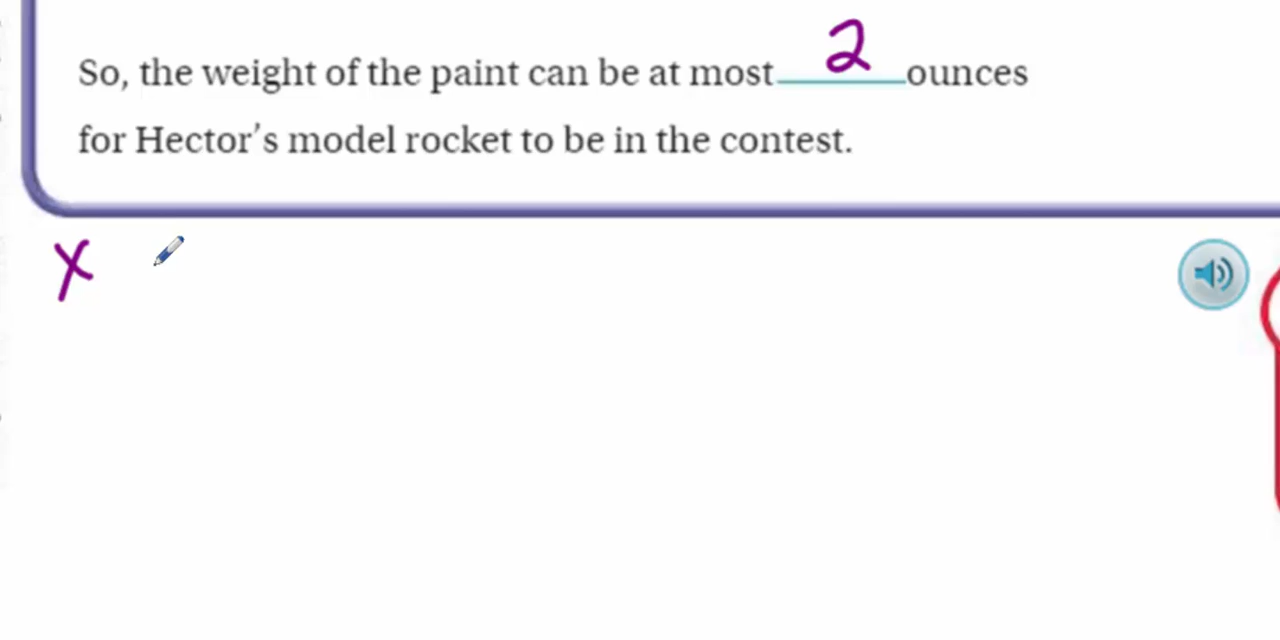 So, the weight of the paint can be at most 2 ounces
for Hector's model rocket to be in the contest.
x